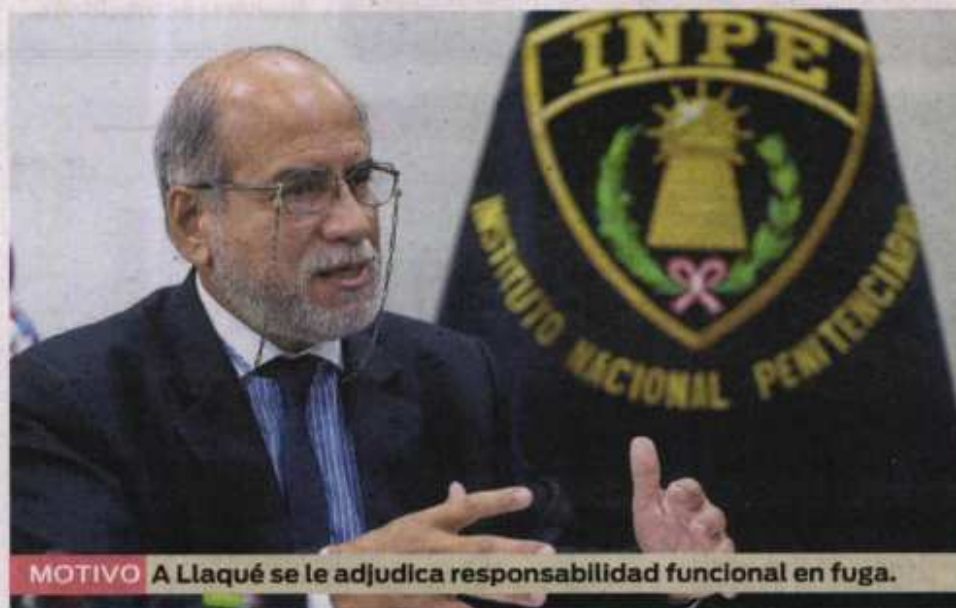 INPE
INSTITUTO NACIONAL PENITENCIARIO
MOTIVO A Llaqué se le adjudica responsabilidad funcional en fuga.